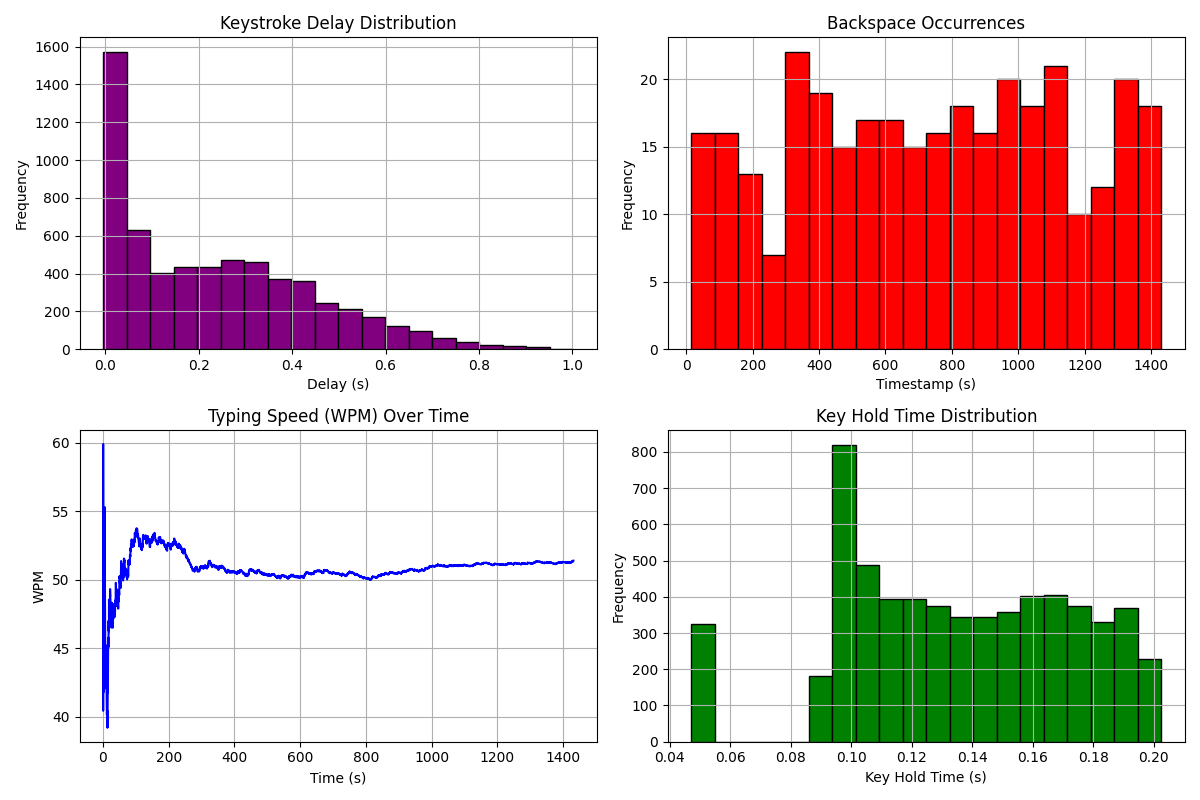 Keystroke Delay Distribution
1600
1400
1200
1000
800
600
400
200
0
Frequency
0.0 0.2 0.4 0.6 0.8 1.0
Delay (s)
Backspace Occurrences
20
15
10
5
0
Frequency
0 200 400 600 800 1000 1200 1400
Timestamp (s)
Typing Speed (WPM) Over Time
60
55
50
45
40
WPM
0 200 400 600 800 1000 1200 1400
Time (s)
Key Hold Time Distribution
800
700
600
500
400
300
200
100
0
Frequency
0.04 0.06 0.08 0.10 0.12 0.14 0.16 0.18 0.20
Key Hold Time (s)